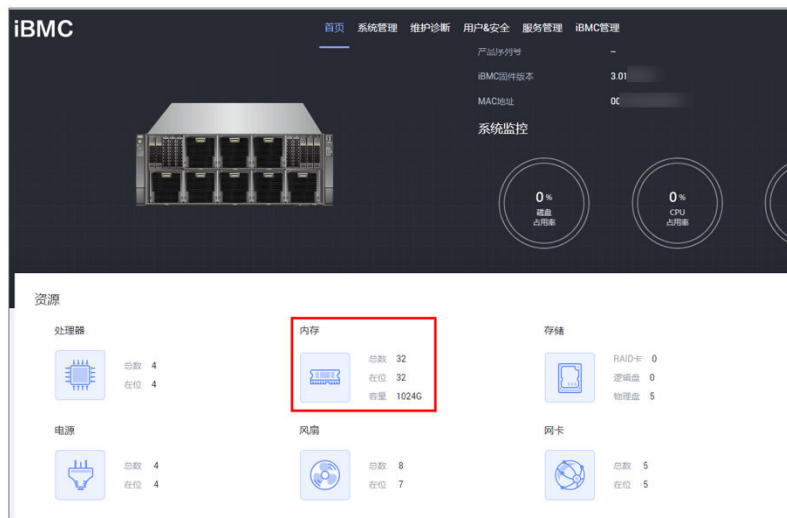 iBMC
首页 系统管理 维护诊断 用户&安全 服务管理 iBMC管理
产品序列号 --
iBMC固件版本 3.01
MAC地址 00
系统监控
0 % 磁盘 占用率
0 % CPU 占用率
资源
处理器
总数 4
在位 4
内存
总数 32
在位 32
容量 1024G
存储
RAID卡 0
逻辑盘 0
物理盘 5
电源
总数 4
在位 4
风扇
总数 8
在位 7
网卡
总数 5
在位 5